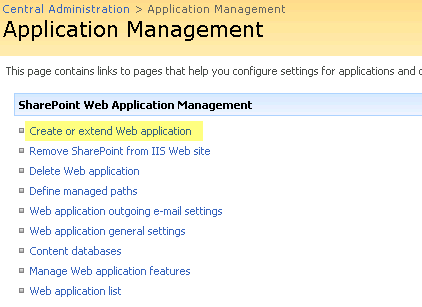 Central Administration > Application Management
Application Management
This page contains links to pages that help you configure settings for applications and
SharePoint Web Application Management
Create or extend Web application
Remove SharePoint from IIS Web site
Delete Web application
Define managed paths
Web application outgoing e-mail settings
Web application general settings
Content databases
Manage Web application features
Web application list